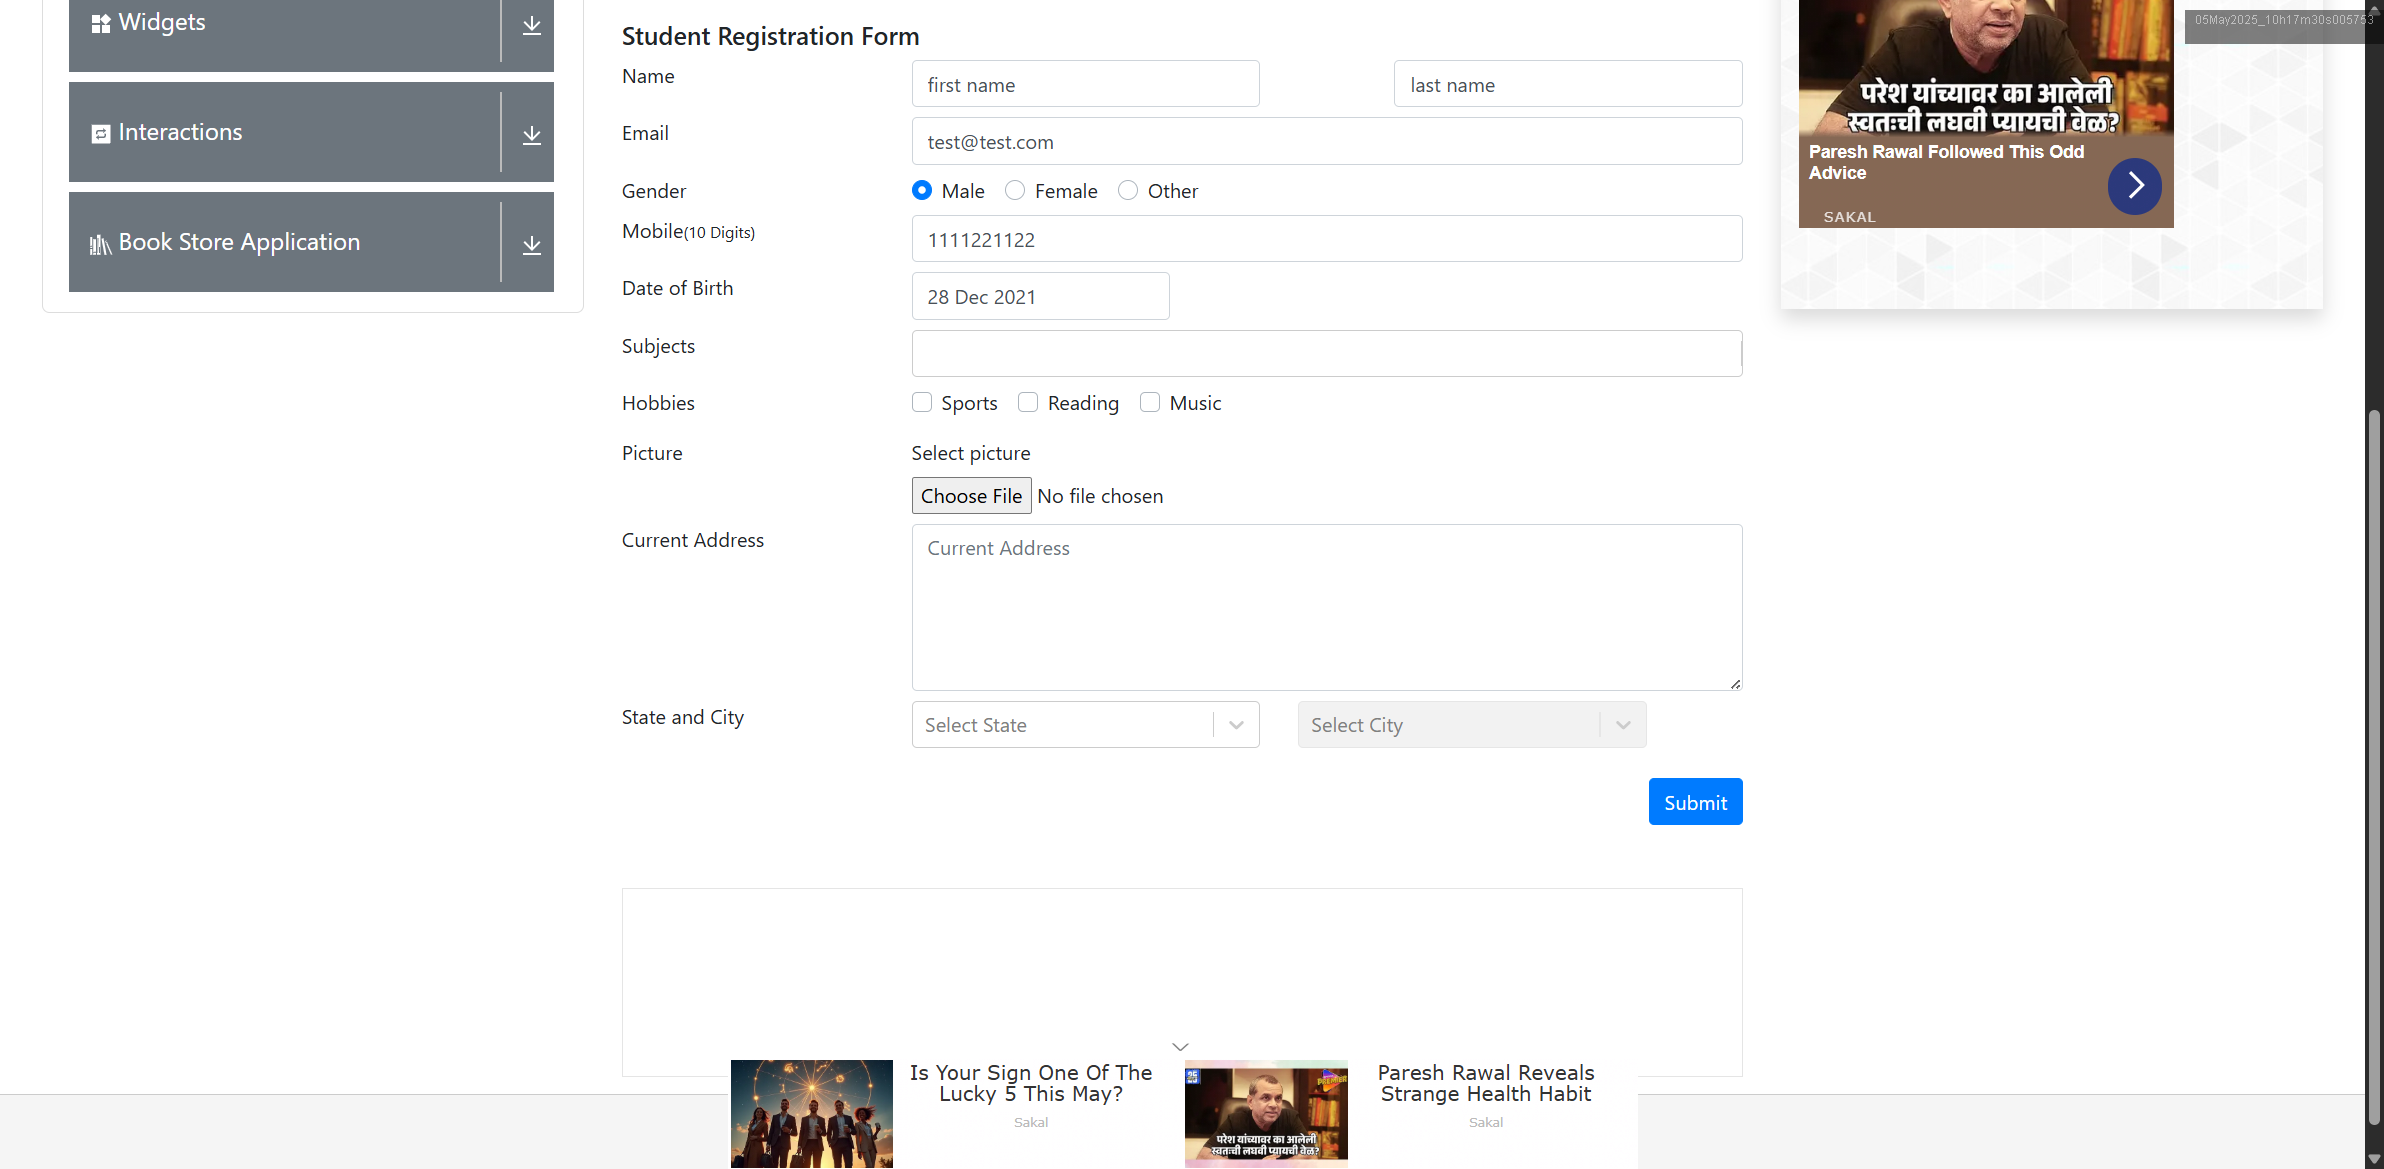 Widgets
Interactions
Book Store Application
Student Registration Form
Name
first name
last name
Email
test@test.com
Gender
Male
Female
Other
Mobile(10 Digits)
1111221122
Date of Birth
28 Dec 2021
Subjects
Hobbies
Sports
Reading
Music
Picture
Select picture
Choose File No file chosen
Current Address
Current Address
State and City
Select State
Select City
Submit
05May2025_10h17m30s005753
परेश यांच्यावर का आलेली
स्वतःची लघवी प्यायची वेळ?
Paresh Rawal Followed This Odd
Advice
SAKAL
Is Your Sign One Of The
Lucky 5 This May?
Sakal
PREMIER
परेश यांच्यावर का आलेली
स्वतःची लघवी प्यायची वेळ?
Paresh Rawal Reveals
Strange Health Habit
Sakal